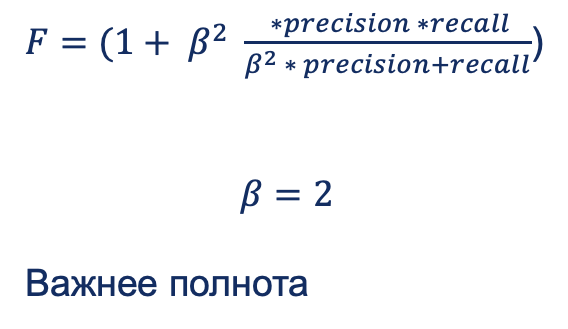 F = (1 + β² *precision *recall / β² * precision+recall)
β = 2
Важнее полнота